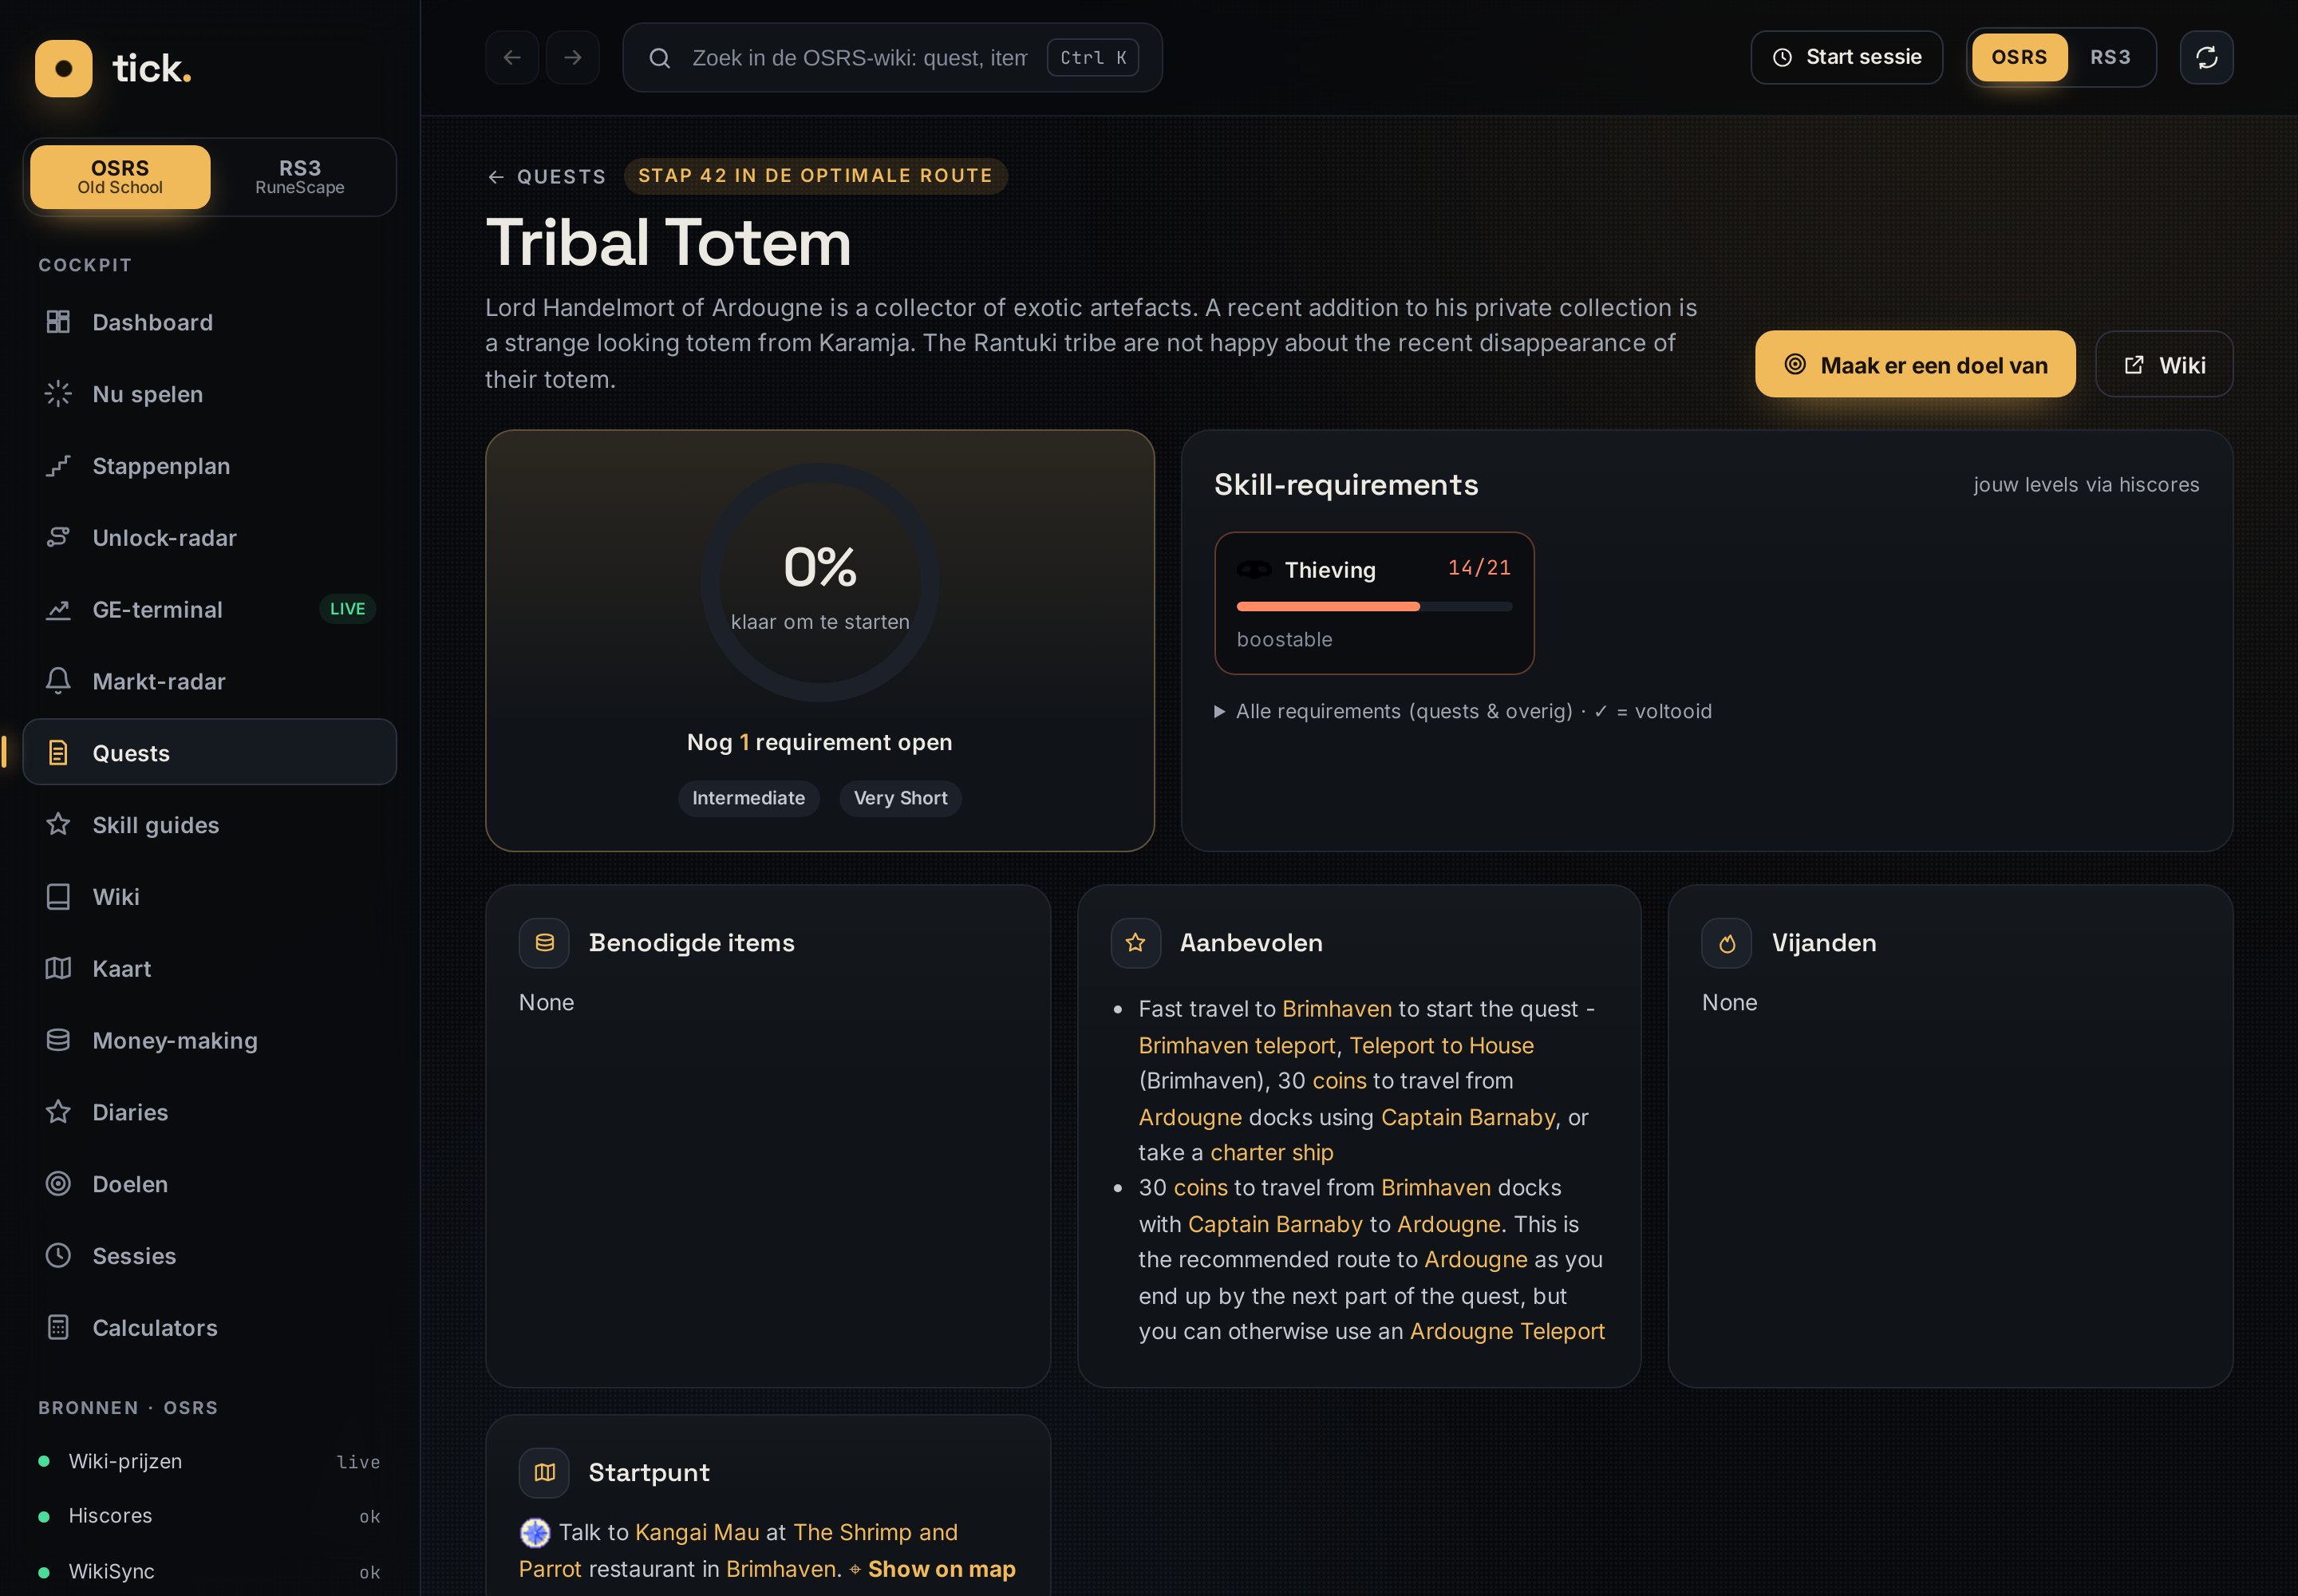 tick.
OSRS
Old School
RS3
RuneScape
COCKPIT
Dashboard
Nu spelen
Stappenplan
Unlock-radar
GE-terminal LIVE
Markt-radar
Quests
Skill guides
Wiki
Kaart
Money-making
Diaries
Doelen
Sessies
Calculators
BRONNEN · OSRS
Wiki-prijzen live
Hiscores ok
WikiSync ok
Zoek in de OSRS-wiki: quest, item Ctrl K
Start sessie
OSRS RS3
← QUESTS STAP 42 IN DE OPTIMALE ROUTE
Tribal Totem
Lord Handelmort of Ardougne is a collector of exotic artefacts. A recent addition to his private collection is
a strange looking totem from Karamja. The Rantuki tribe are not happy about the recent disappearance of
their totem.
Maak er een doel van
Wiki
0%
klaar om te starten
Nog 1 requirement open
Intermediate Very Short
Skill-requirements jouw levels via hiscores
Thieving 14/21
boostable
▶ Alle requirements (quests & overig) · ✓ = voltooid
Benodigde items
None
Aanbevolen
• Fast travel to Brimhaven to start the quest -
Brimhaven teleport, Teleport to House
(Brimhaven), 30 coins to travel from
Ardougne docks using Captain Barnaby, or
take a charter ship
• 30 coins to travel from Brimhaven docks
with Captain Barnaby to Ardougne. This is
the recommended route to Ardougne as you
end up by the next part of the quest, but
you can otherwise use an Ardougne Teleport
Vijanden
None
Startpunt
Talk to Kangai Mau at The Shrimp and
Parrot restaurant in Brimhaven. ⌖ Show on map